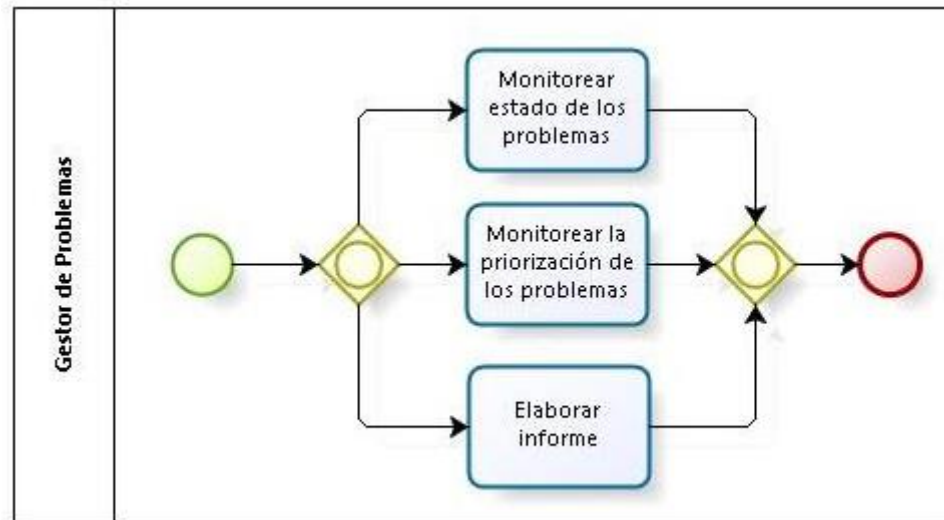 Gestor de Problemas
Monitorear
estado de los
problemas
Monitorear la
priorización de
los problemas
Elaborar
informe